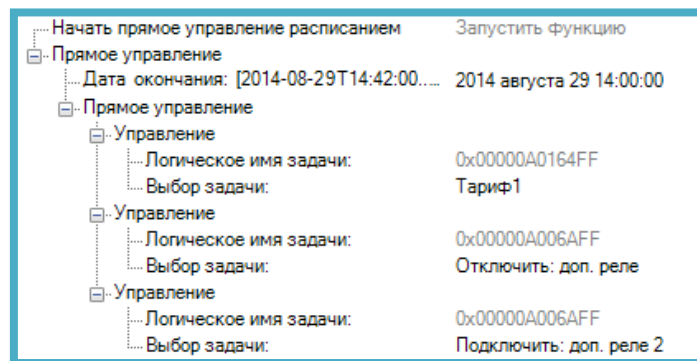 Начать прямое управление расписанием Запустить функцию
Прямое управление
Дата окончания: [2014-08-29T14:42:00..... 2014 августа 29 14:00:00
Прямое управление
Управление
Логическое имя задачи: 0x00000A0164FF
Выбор задачи: Тариф1
Управление
Логическое имя задачи: 0x00000A006AFF
Выбор задачи: Отключить: доп. реле
Управление
Логическое имя задачи: 0x00000A006AFF
Выбор задачи: Подключить: доп. реле 2